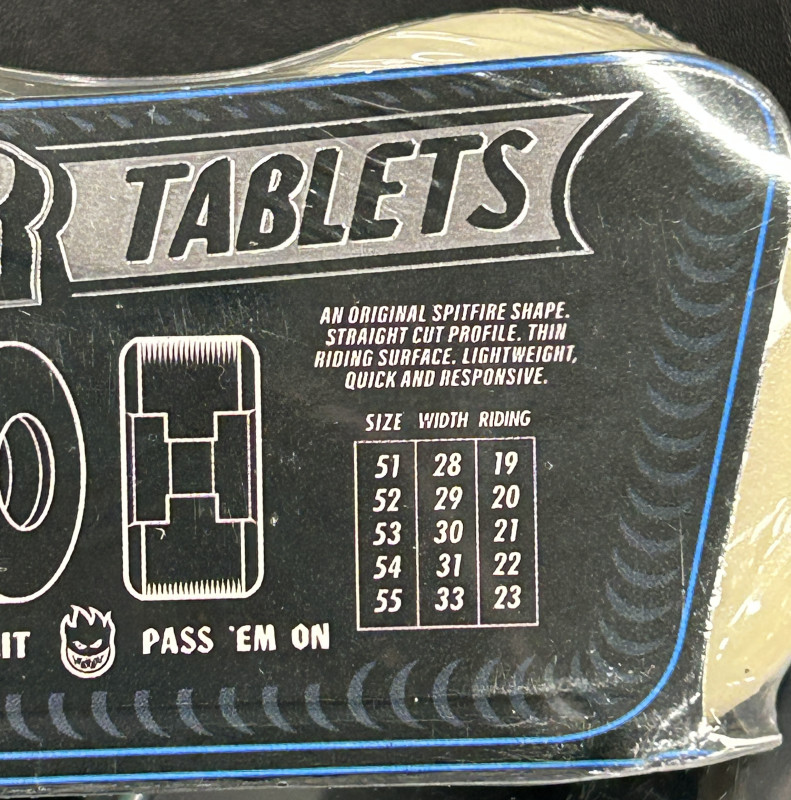 TABLETS
AN ORIGINAL SPITFIRE SHAPE.
STRAIGHT CUT PROFILE. THIN
RIDING SURFACE. LIGHTWEIGHT,
QUICK AND RESPONSIVE.
SIZE WIDTH RIDING
51 28 19
52 29 20
53 30 21
54 31 22
55 33 23
IT PASS 'EM ON